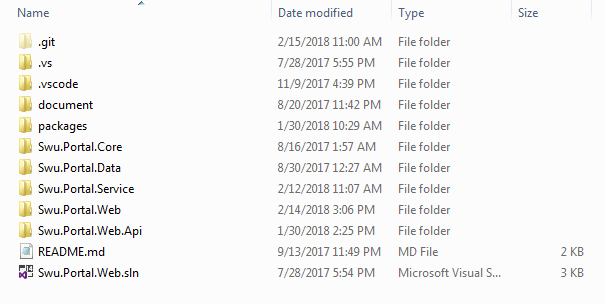 Name Date modified Type Size
.git 2/15/2018 11:00 AM File folder
.vs 7/28/2017 5:55 PM File folder
.vscode 11/9/2017 4:39 PM File folder
document 8/20/2017 11:42 PM File folder
packages 1/30/2018 10:29 AM File folder
Swu.Portal.Core 8/16/2017 1:57 AM File folder
Swu.Portal.Data 8/30/2017 12:27 AM File folder
Swu.Portal.Service 2/12/2018 11:07 AM File folder
Swu.Portal.Web 2/14/2018 3:06 PM File folder
Swu.Portal.Web.Api 1/30/2018 2:25 PM File folder
README.md 9/13/2017 11:49 PM MD File 2 KB
Swu.Portal.Web.sln 7/28/2017 5:54 PM Microsoft Visual S... 3 KB